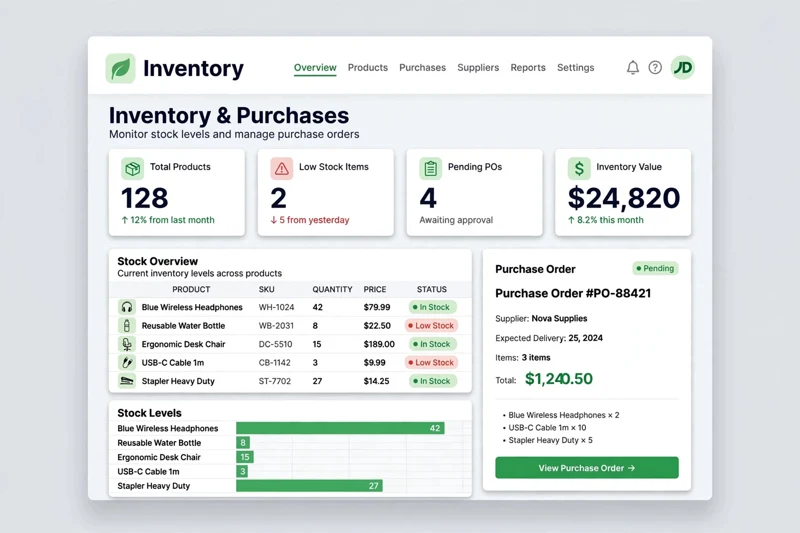 Inventory
Overview Products Purchases Suppliers Reports Settings
JD
Inventory & Purchases
Monitor stock levels and manage purchase orders
Total Products
128
↑ 12% from last month
Low Stock Items
2
↓ 5 from yesterday
Pending POs
4
Awaiting approval
$
Inventory Value
$24,820
↑ 8.2% this month
Stock Overview
Current inventory levels across products
PRODUCT SKU QUANTITY PRICE STATUS
Blue Wireless Headphones WH-1024 42 $79.99 In Stock
Reusable Water Bottle WB-2031 8 $22.50 Low Stock
Ergonomic Desk Chair DC-5510 15 $189.00 In Stock
USB-C Cable 1m CB-1142 3 $9.99 Low Stock
Stapler Heavy Duty ST-7702 27 $14.25 In Stock
Stock Levels
Blue Wireless Headphones 42
Reusable Water Bottle 8
Ergonomic Desk Chair 15
USB-C Cable 1m 3
Stapler Heavy Duty 27
Purchase Order Pending
Purchase Order #PO-88421
Supplier: Nova Supplies
Expected Delivery: 25, 2024
Items: 3 items
Total: $1,240.50
• Blue Wireless Headphones × 2
• USB-C Cable 1m × 10
• Stapler Heavy Duty × 5
View Purchase Order →